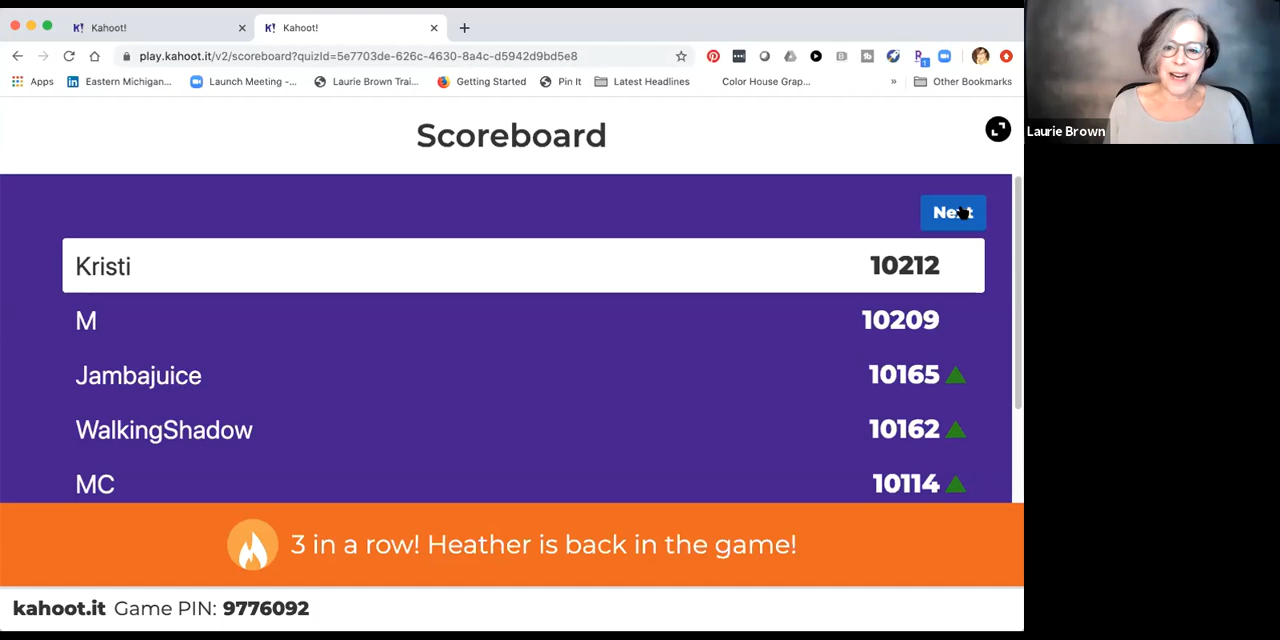 K! Kahoot!
K! Kahoot!
play.kahoot.it/v2/scoreboard?quizId=5e7703de-626c-4630-8a4c-d5942d9bd5e8
Apps
Eastern Michigan...
Launch Meeting -...
Laurie Brown Trai...
Getting Started
Pin It
Latest Headlines
Color House Grap...
»
Other Bookmarks
Laurie Brown
Scoreboard
Next
Kristi 10212
M 10209
Jambajuice 10165
WalkingShadow 10162
MC 10114
3 in a row! Heather is back in the game!
kahoot.it Game PIN: 9776092